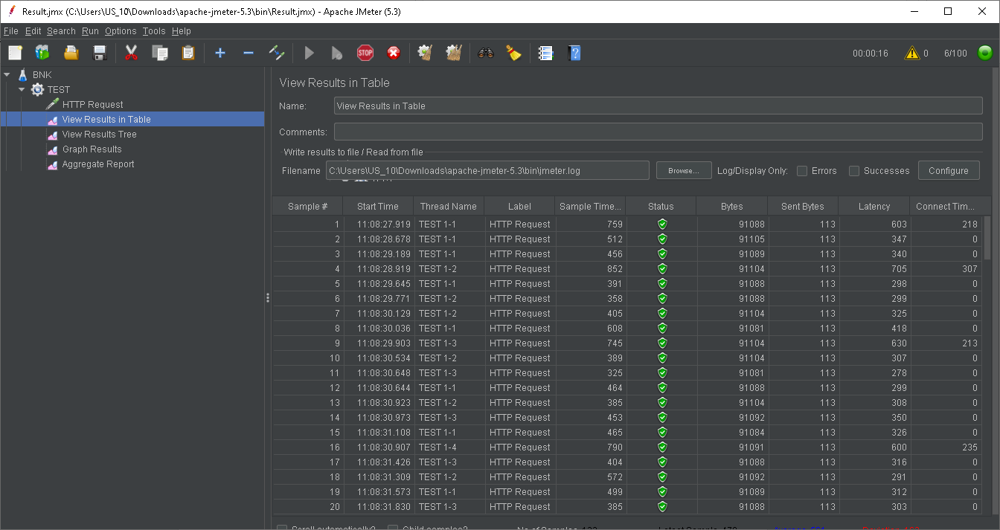 Result.jmx (C:\Users\US_10\Downloads\apache-jmeter-5.3\bin\Result.jmx) - Apache JMeter (5.3)
File Edit Search Run Options Tools Help
STOP 00:00:16 0 6/100
BNK
TEST
HTTP Request
View Results in Table
View Results Tree
Graph Results
Aggregate Report
View Results in Table
Name: View Results in Table
Comments:
Write results to file / Read from file
Filename C:\Users\US_10\Downloads\apache-jmeter-5.3\bin\jmeter.log Browse... Log/Display Only: Errors Successes Configure
Sample # Start Time Thread Name Label Sample Time... Status Bytes Sent Bytes Latency Connect Tim...
1 11:08:27.919 TEST 1-1 HTTP Request 759 91088 113 603 218
2 11:08:28.678 TEST 1-1 HTTP Request 512 91105 113 347 0
3 11:08:29.189 TEST 1-1 HTTP Request 456 91089 113 340 0
4 11:08:28.919 TEST 1-2 HTTP Request 852 91104 113 705 307
5 11:08:29.645 TEST 1-1 HTTP Request 391 91088 113 298 0
6 11:08:29.771 TEST 1-2 HTTP Request 358 91088 113 299 0
7 11:08:30.129 TEST 1-2 HTTP Request 405 91104 113 325 0
8 11:08:30.036 TEST 1-1 HTTP Request 608 91081 113 418 0
9 11:08:29.903 TEST 1-3 HTTP Request 745 91104 113 630 213
10 11:08:30.534 TEST 1-2 HTTP Request 389 91104 113 307 0
11 11:08:30.648 TEST 1-3 HTTP Request 325 91081 113 278 0
12 11:08:30.644 TEST 1-1 HTTP Request 464 91088 113 299 0
13 11:08:30.923 TEST 1-2 HTTP Request 385 91104 113 308 0
14 11:08:30.973 TEST 1-3 HTTP Request 453 91092 113 350 0
15 11:08:31.108 TEST 1-1 HTTP Request 465 91084 113 326 0
16 11:08:30.907 TEST 1-4 HTTP Request 790 91091 113 600 235
17 11:08:31.426 TEST 1-3 HTTP Request 404 91088 113 316 0
18 11:08:31.309 TEST 1-2 HTTP Request 572 91092 113 291 0
19 11:08:31.573 TEST 1-1 HTTP Request 499 91089 113 312 0
20 11:08:31.830 TEST 1-3 HTTP Request 385 91088 113 303 0
Scroll automatically? Child samples? No of Samples Latest Sample